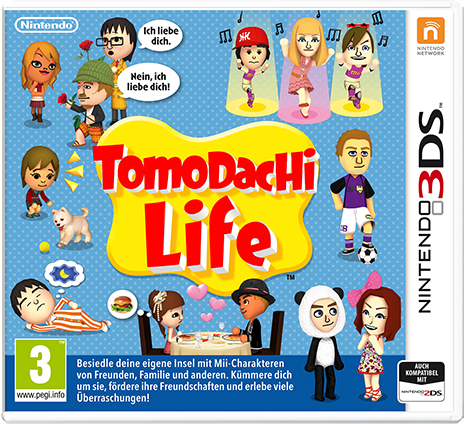 Nintendo
Ich liebe
dich.
Nein, ich
liebe dich!
NINTENDO
NETWORK
TOMODACHI
LIFE
TM
NINTENDO 3DS
TM
3
www.pegi.info
Besiedle deine eigene Insel mit Mii-Charakteren
von Freunden, Familie und anderen. Kümmere dich
um sie, fördere ihre Freundschaften und erlebe viele
Überraschungen!
AUCH
KOMPATIBEL
MIT
NINTENDO 2DS